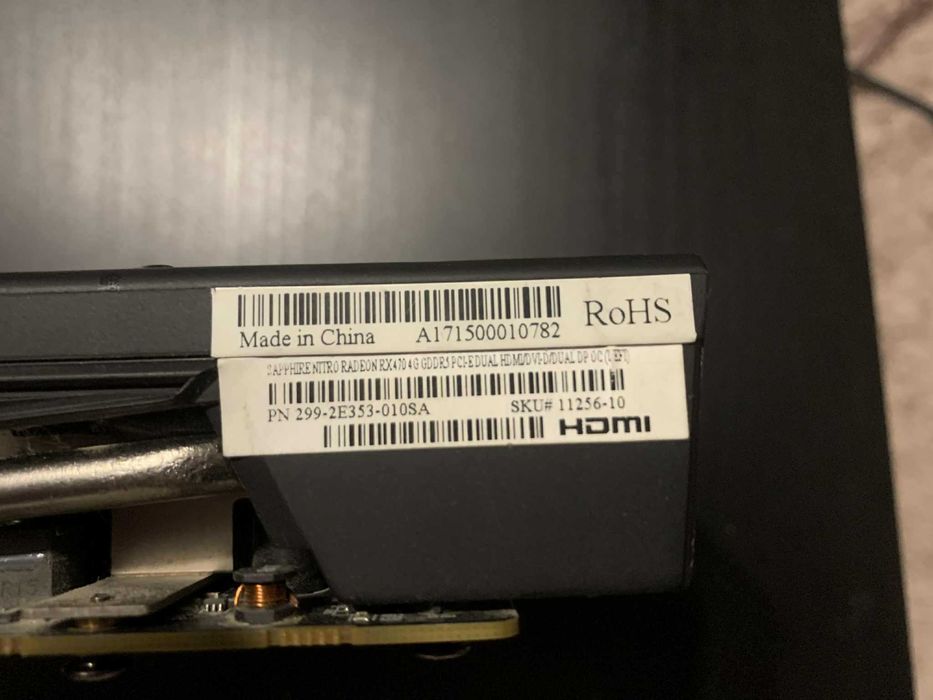 RoHS
Made in China A171500010782
SAPPHIRE NITRO RADEON RX470 4G GDDR5 PCI-E DUAL HDMI/DVI-D/DUAL DP OC (UEFI)
PN 299-2E353-010SA SKU# 11256-10
HDMI